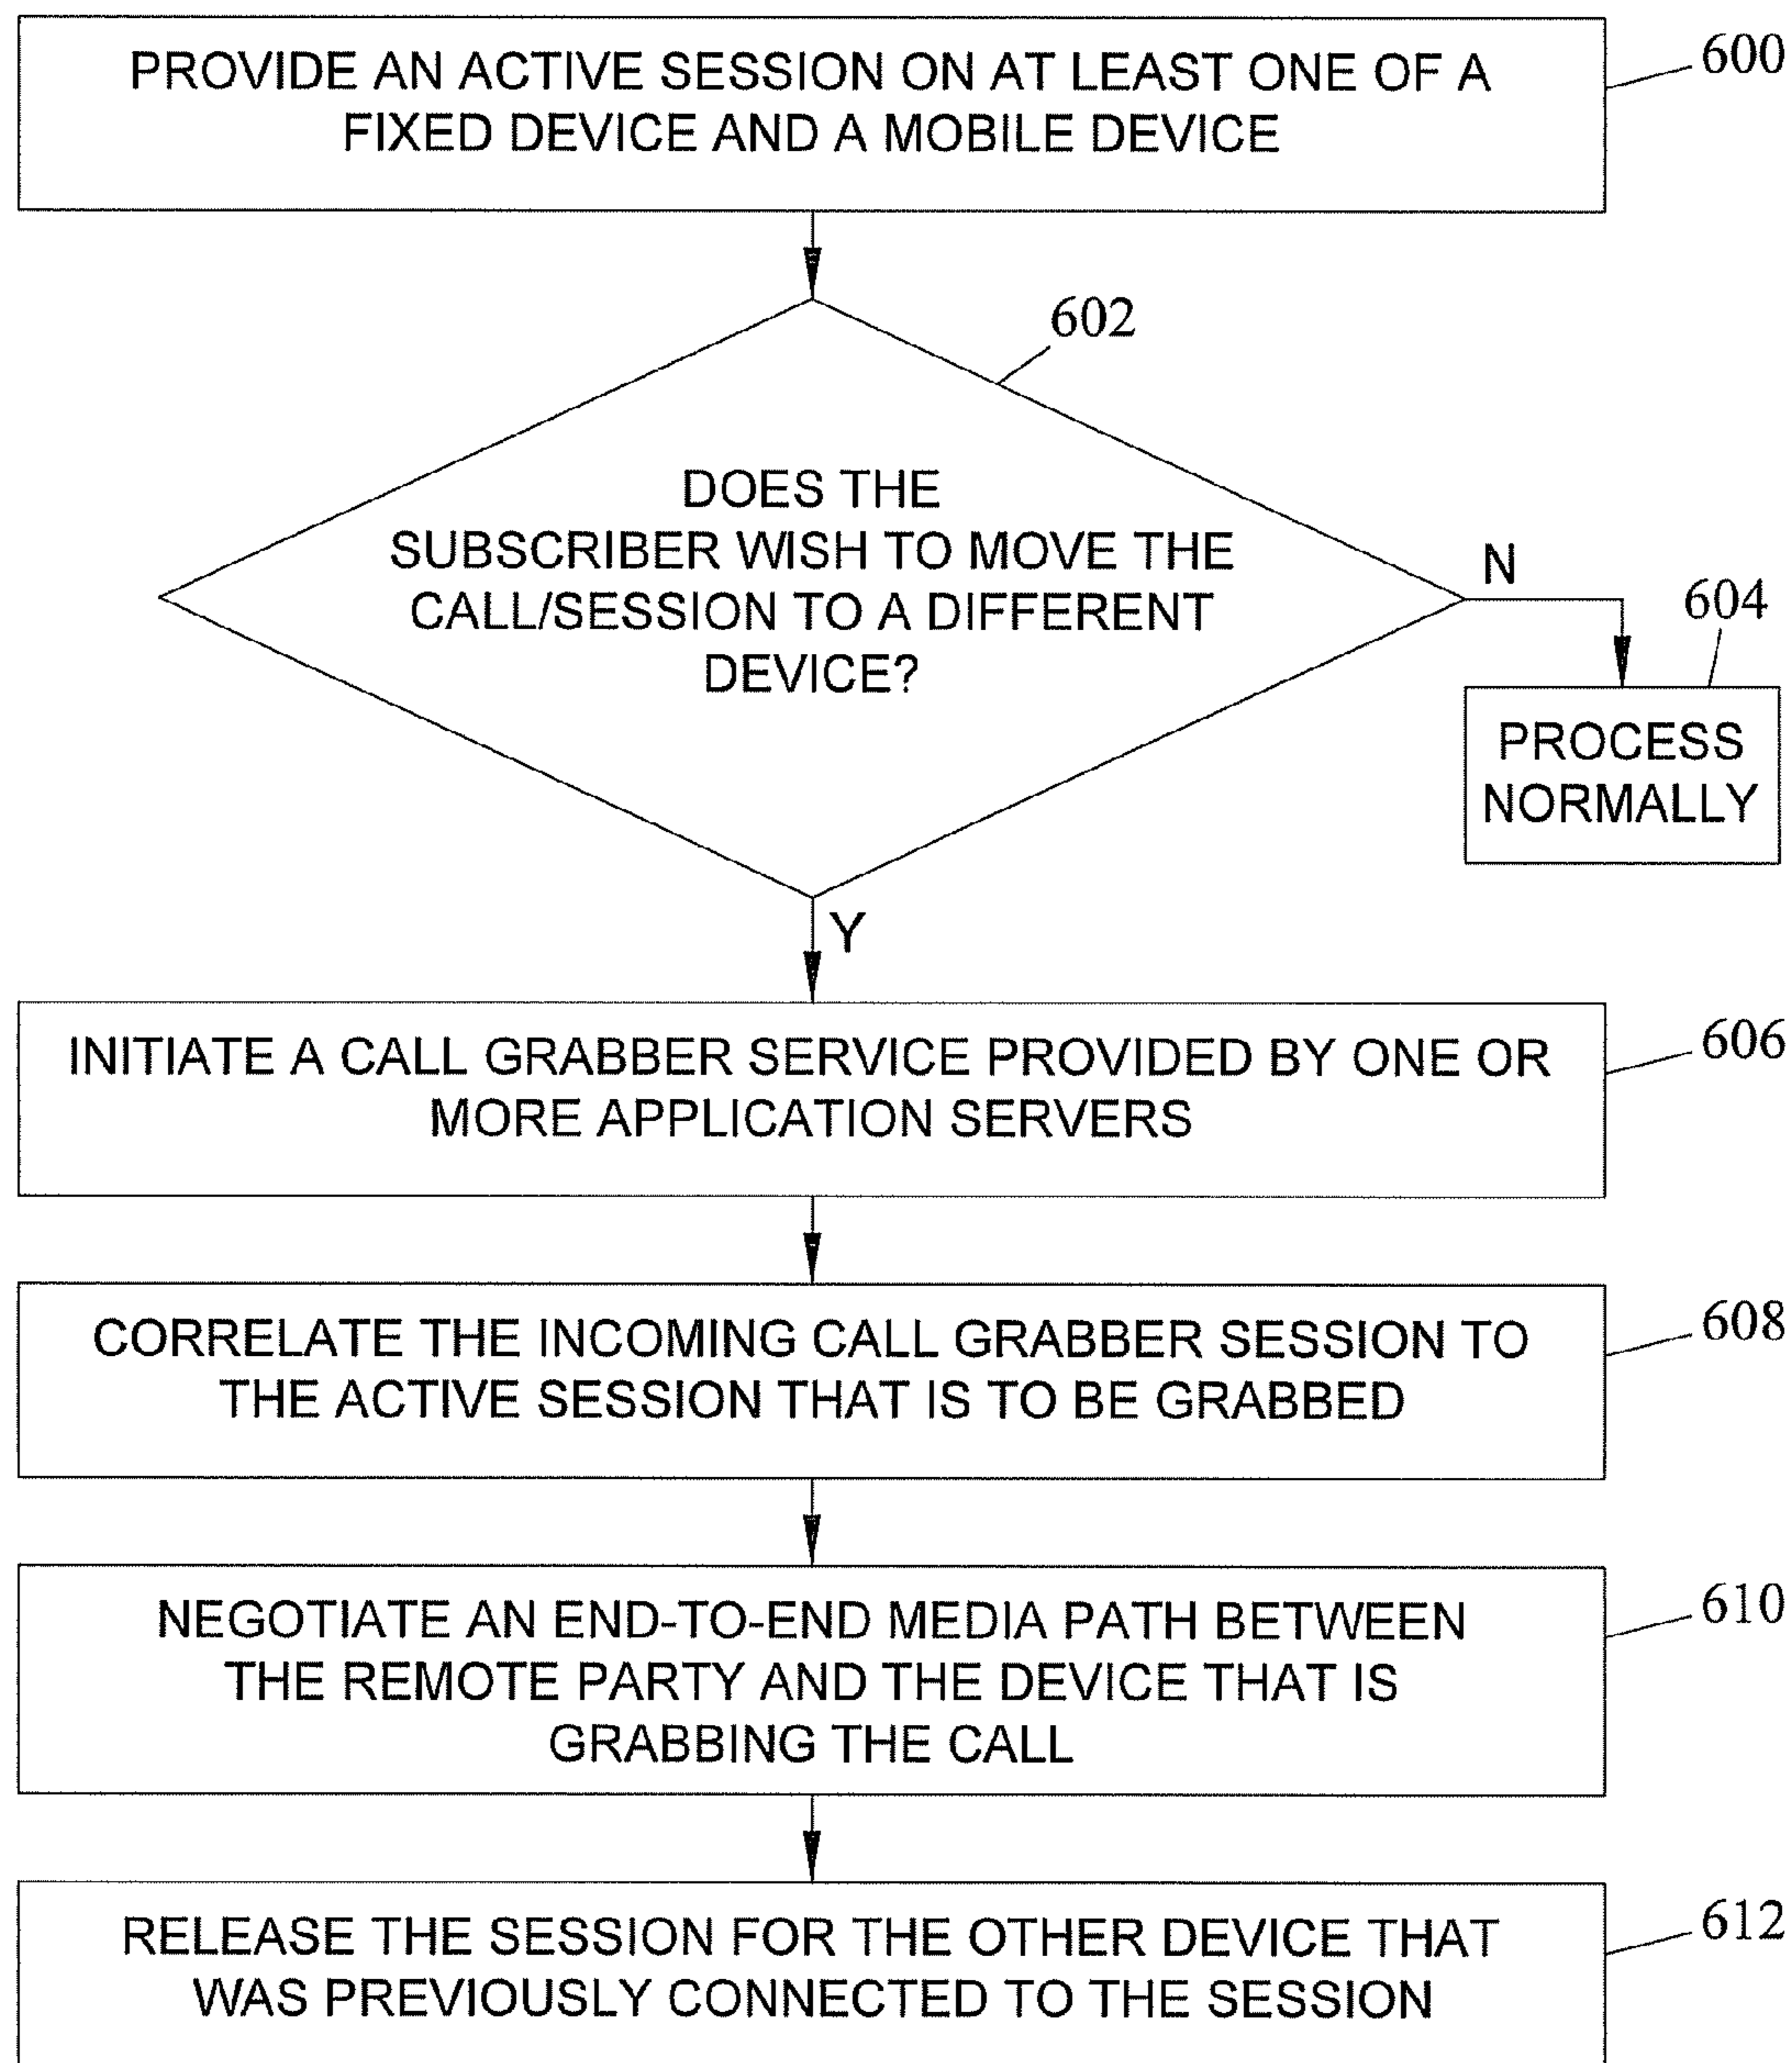 PROVIDE AN ACTIVE SESSION ON AT LEAST ONE OF A
FIXED DEVICE AND A MOBILE DEVICE
600
602
DOES THE
SUBSCRIBER WISH TO MOVE THE
CALL/SESSION TO A DIFFERENT
DEVICE?
N
604
PROCESS
NORMALLY
Y
INITIATE A CALL GRABBER SERVICE PROVIDED BY ONE OR
MORE APPLICATION SERVERS
606
CORRELATE THE INCOMING CALL GRABBER SESSION TO
THE ACTIVE SESSION THAT IS TO BE GRABBED
608
NEGOTIATE AN END-TO-END MEDIA PATH BETWEEN
THE REMOTE PARTY AND THE DEVICE THAT IS
GRABBING THE CALL
610
RELEASE THE SESSION FOR THE OTHER DEVICE THAT
WAS PREVIOUSLY CONNECTED TO THE SESSION
612